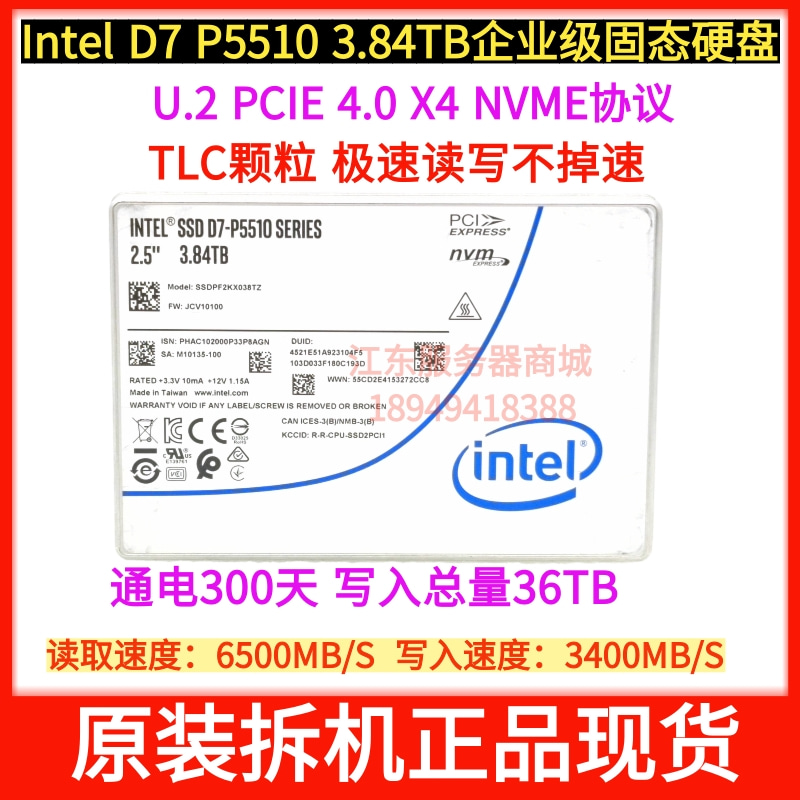 Intel D7 P5510 3.84TB企业级固态硬盘
U.2 PCIE 4.0 X4 NVME协议
TLC颗粒 极速读写不掉速
INTEL® SSD D7-P5510 SERIES
2.5" 3.84TB
PCI EXPRESS®
nvm EXPRESS
Model: SSDPF2KX038TZ
FW: JCV10100
ISN: PHAC102000P33P8AGN
SA: M10135-100
DUID:
4521E51A923104F5
103D033F180C193D
江东服务器商城
WWN: 55CD2E4153272CC8
RATED +3.3V 10mA +12V 1.15A
Made in Taiwan www.intel.com
WARRANTY VOID IF ANY LABEL/SCREW IS REMOVED OR BROKEN
18949418388
CAN ICES-3(B)/NMB-3(B)
KCCID: R-R-CPU-SSD2PCI1
D33025
RoHS
E139761
intel®
通电300天 写入总量36TB
读取速度：6500MB/S 写入速度：3400MB/S
原装拆机正品现货